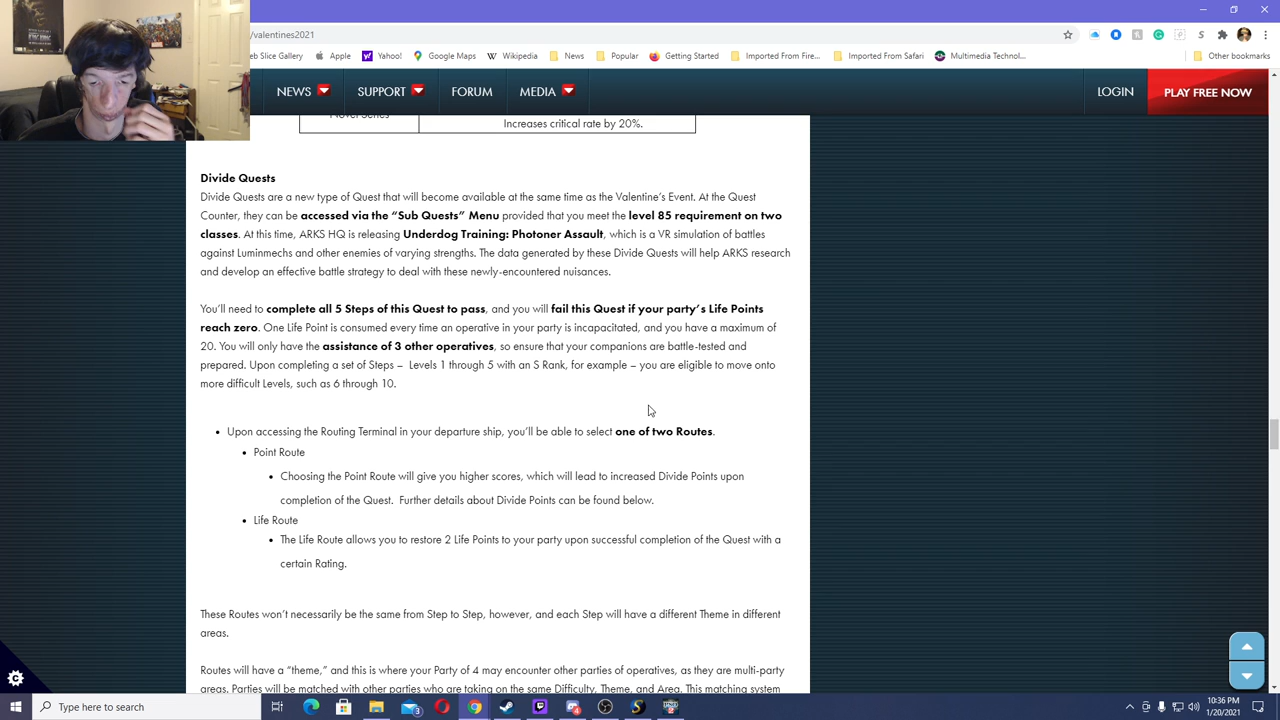 /valentines2021
eb Slice Gallery Apple Yahoo! Google Maps Wikipedia News Popular Getting Started Imported From Fire... Imported From Safari Multimedia Technol... Other bookmarks
NEWS SUPPORT FORUM MEDIA LOGIN PLAY FREE NOW
Novel Series
Increases critical rate by 20%.
Divide Quests
Divide Quests are a new type of Quest that will become available at the same time as the Valentine's Event. At the Quest
Counter, they can be accessed via the "Sub Quests" Menu provided that you meet the level 85 requirement on two
classes. At this time, ARKS HQ is releasing Underdog Training: Photoner Assault, which is a VR simulation of battles
against Luminmechs and other enemies of varying strengths. The data generated by these Divide Quests will help ARKS research
and develop an effective battle strategy to deal with these newly-encountered nuisances.
You'll need to complete all 5 Steps of this Quest to pass, and you will fail this Quest if your party's Life Points
reach zero. One Life Point is consumed every time an operative in your party is incapacitated, and you have a maximum of
20. You will only have the assistance of 3 other operatives, so ensure that your companions are battle-tested and
prepared. Upon completing a set of Steps – Levels 1 through 5 with an S Rank, for example – you are eligible to move onto
more difficult Levels, such as 6 through 10.
• Upon accessing the Routing Terminal in your departure ship, you'll be able to select one of two Routes.
• Point Route
• Choosing the Point Route will give you higher scores, which will lead to increased Divide Points upon
completion of the Quest. Further details about Divide Points can be found below.
• Life Route
• The Life Route allows you to restore 2 Life Points to your party upon successful completion of the Quest with a
certain Rating.
These Routes won't necessarily be the same from Step to Step, however, and each Step will have a different Theme in different
areas.
Routes will have a "theme," and this is where your Party of 4 may encounter other parties of operatives, as they are multi-party
areas. Parties will be matched with other parties who are taking on the same Difficulty, Theme, and Area. This matching system
Type here to search
10:36 PM
1/20/2021